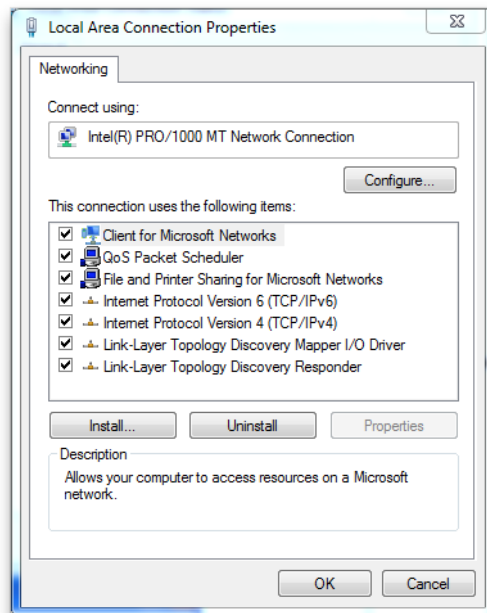 Local Area Connection Properties
Networking
Connect using:
Intel(R) PRO/1000 MT Network Connection
Configure...
This connection uses the following items:
Client for Microsoft Networks
QoS Packet Scheduler
File and Printer Sharing for Microsoft Networks
Internet Protocol Version 6 (TCP/IPv6)
Internet Protocol Version 4 (TCP/IPv4)
Link-Layer Topology Discovery Mapper I/O Driver
Link-Layer Topology Discovery Responder
Install... Uninstall Properties
Description
Allows your computer to access resources on a Microsoft
network.
OK Cancel